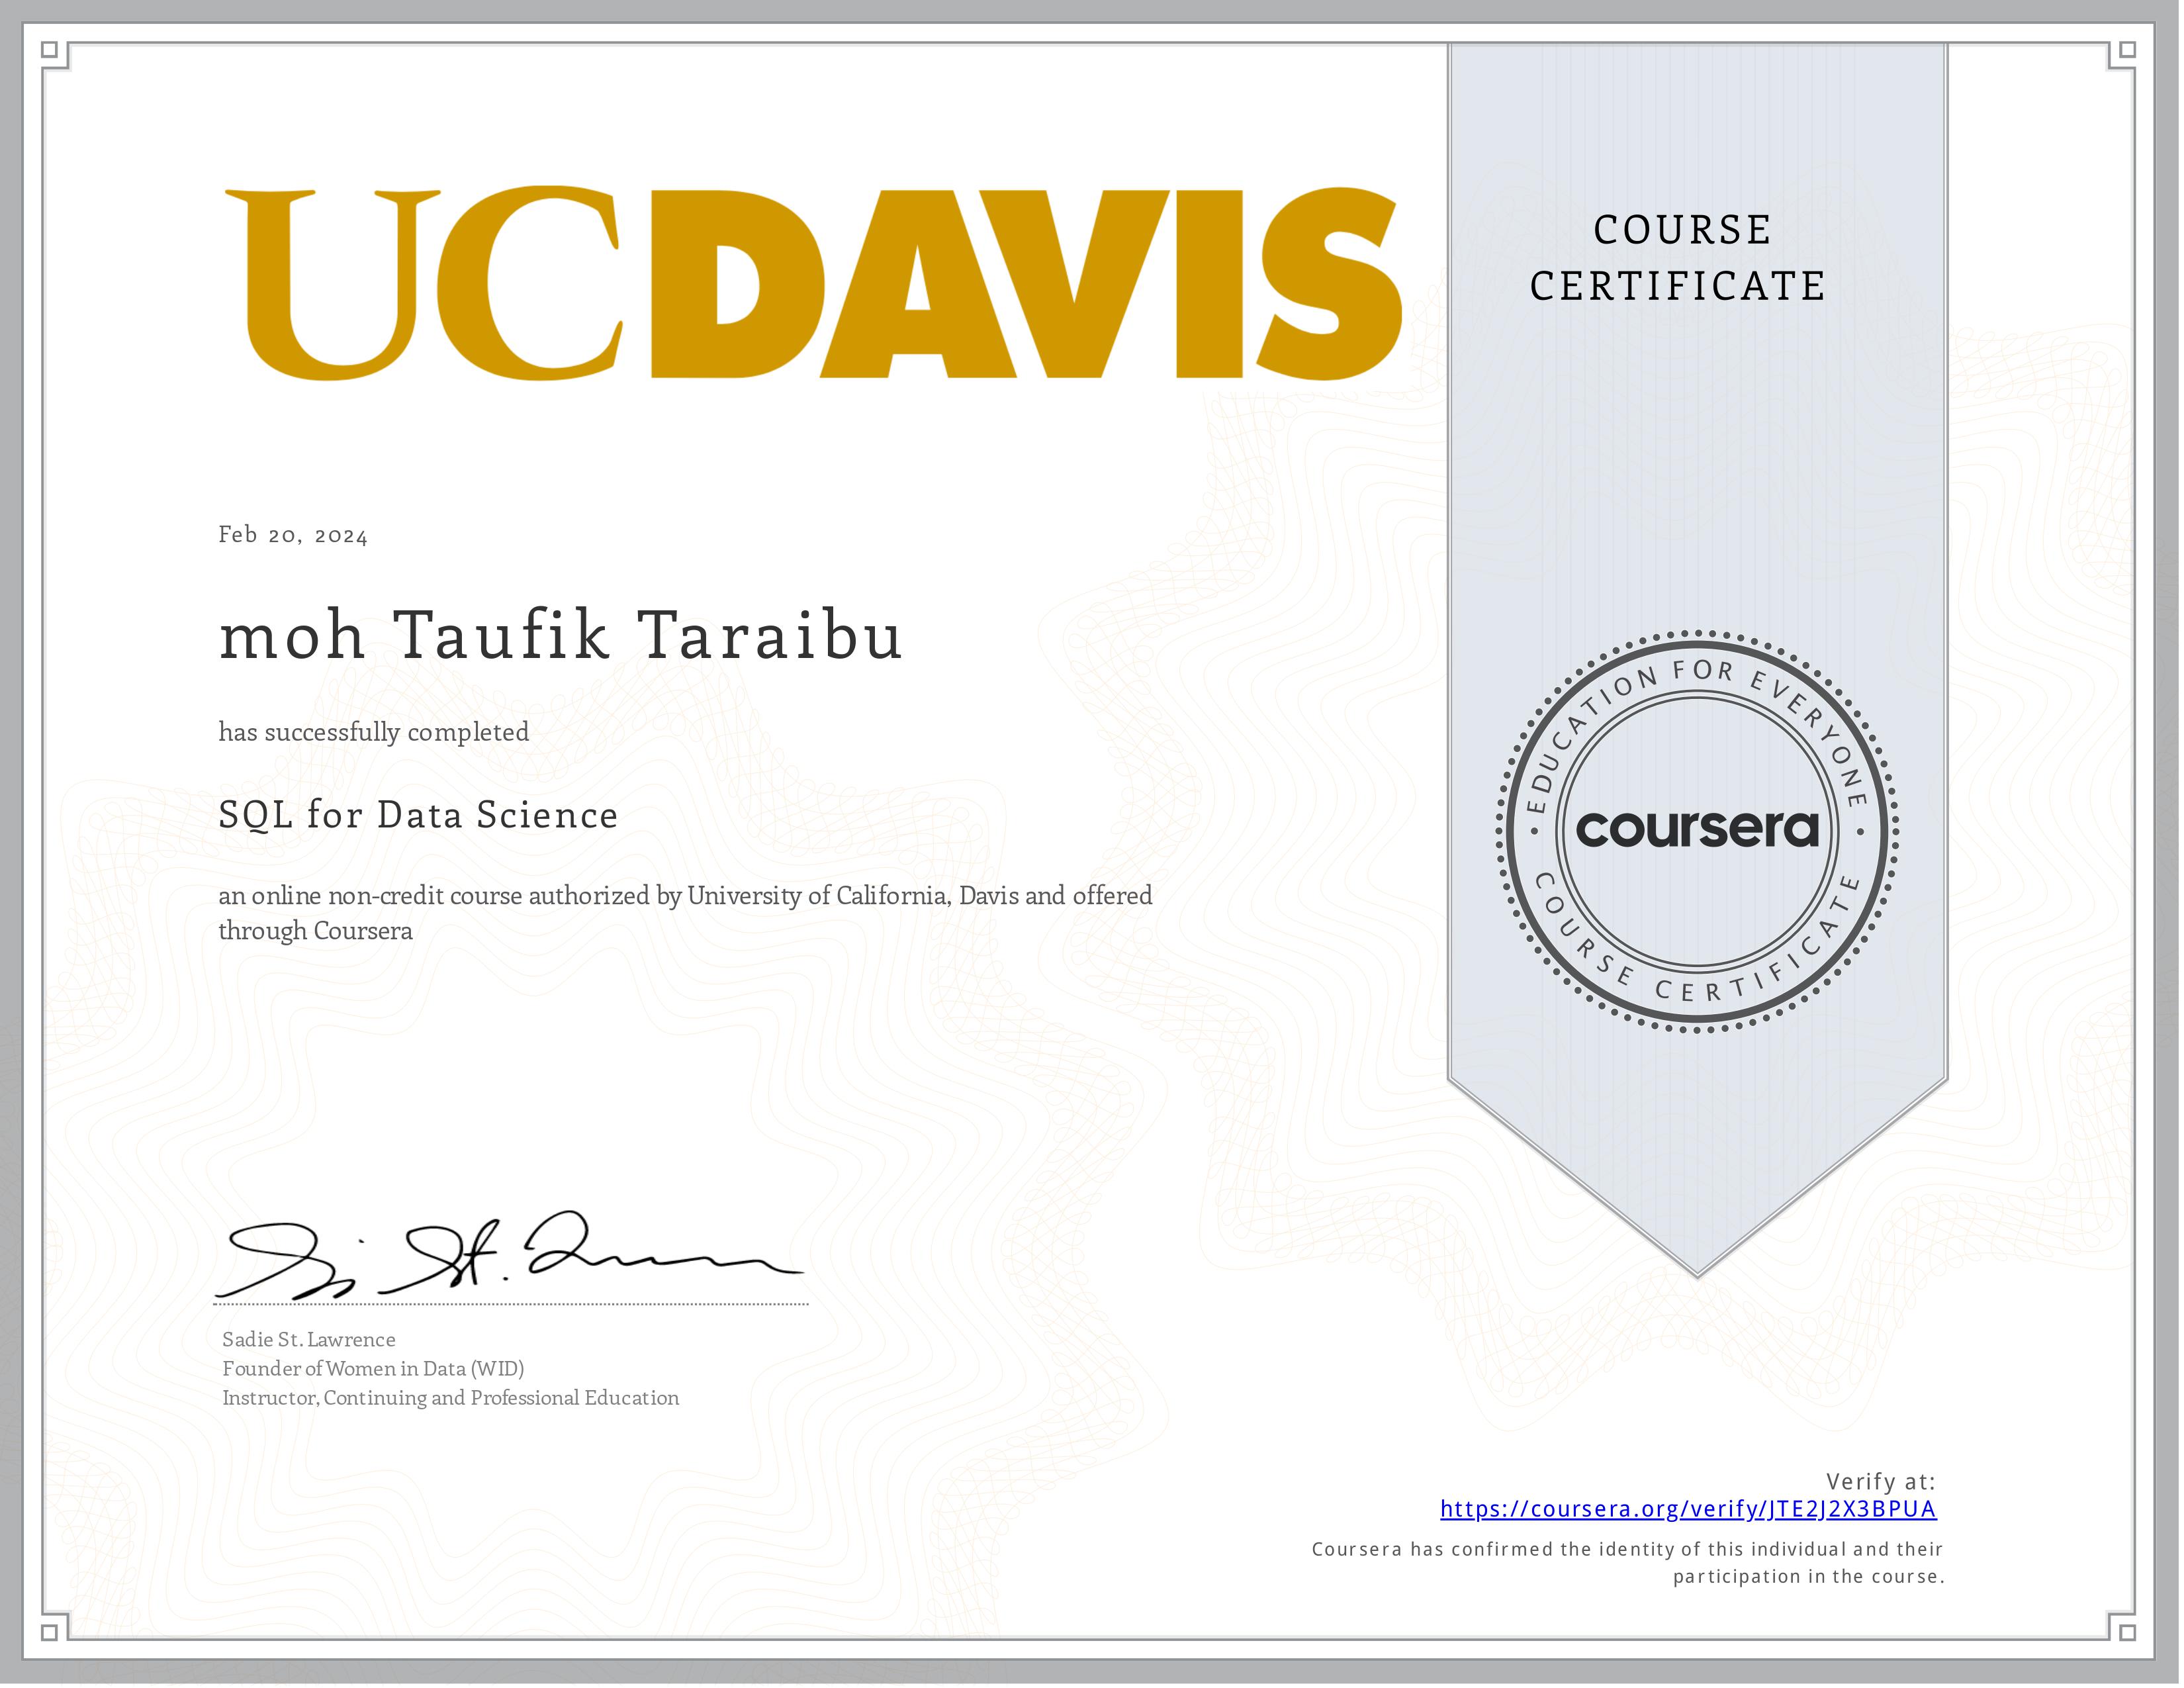 UCDAVIS
COURSE
CERTIFICATE
Feb 20, 2024
moh Taufik Taraibu
has successfully completed
SQL for Data Science
an online non-credit course authorized by University of California, Davis and offered
through Coursera
EDUCATION FOR EVERYONE
coursera
COURSE CERTIFICATE
Sadie St. Lawrence
Founder of Women in Data (WID)
Instructor, Continuing and Professional Education
Verify at:
https://coursera.org/verify/JTE2J2X3BPUA
Coursera has confirmed the identity of this individual and their
participation in the course.